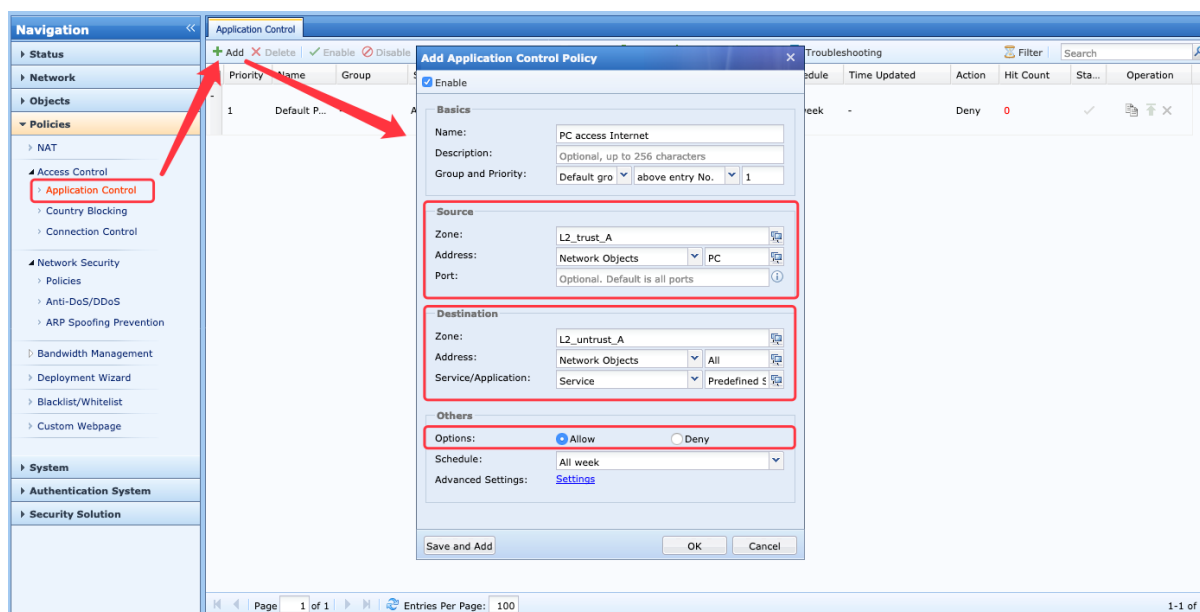 Navigation
Status
Network
Objects
Policies
NAT
Access Control
Application Control
Country Blocking
Connection Control
Network Security
Policies
Anti-DoS/DDoS
ARP Spoofing Prevention
Bandwidth Management
Deployment Wizard
Blacklist/Whitelist
Custom Webpage
System
Authentication System
Security Solution
Application Control
Add Delete Enable Disable Troubleshooting Filter Search
Priority Name Group Time Updated Action Hit Count Sta... Operation
1 Default P... - Deny 0
Add Application Control Policy
Enable
Basics
Name: PC access Internet
Description: Optional, up to 256 characters
Group and Priority: Default gro above entry No. 1
Source
Zone: L2_trust_A
Address: Network Objects PC
Port: Optional. Default is all ports
Destination
Zone: L2_untrust_A
Address: Network Objects All
Service/Application: Service Predefined S
Others
Options: Allow Deny
Schedule: All week
Advanced Settings: Settings
Save and Add OK Cancel
Page 1 of 1 Entries Per Page: 100 1-1 of